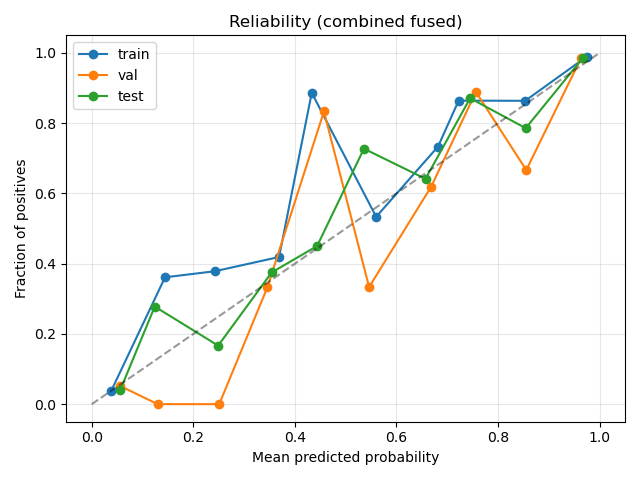 Reliability (combined fused)
train
val
test
Fraction of positives
1.0
0.8
0.6
0.4
0.2
0.0
0.0 0.2 0.4 0.6 0.8 1.0
Mean predicted probability